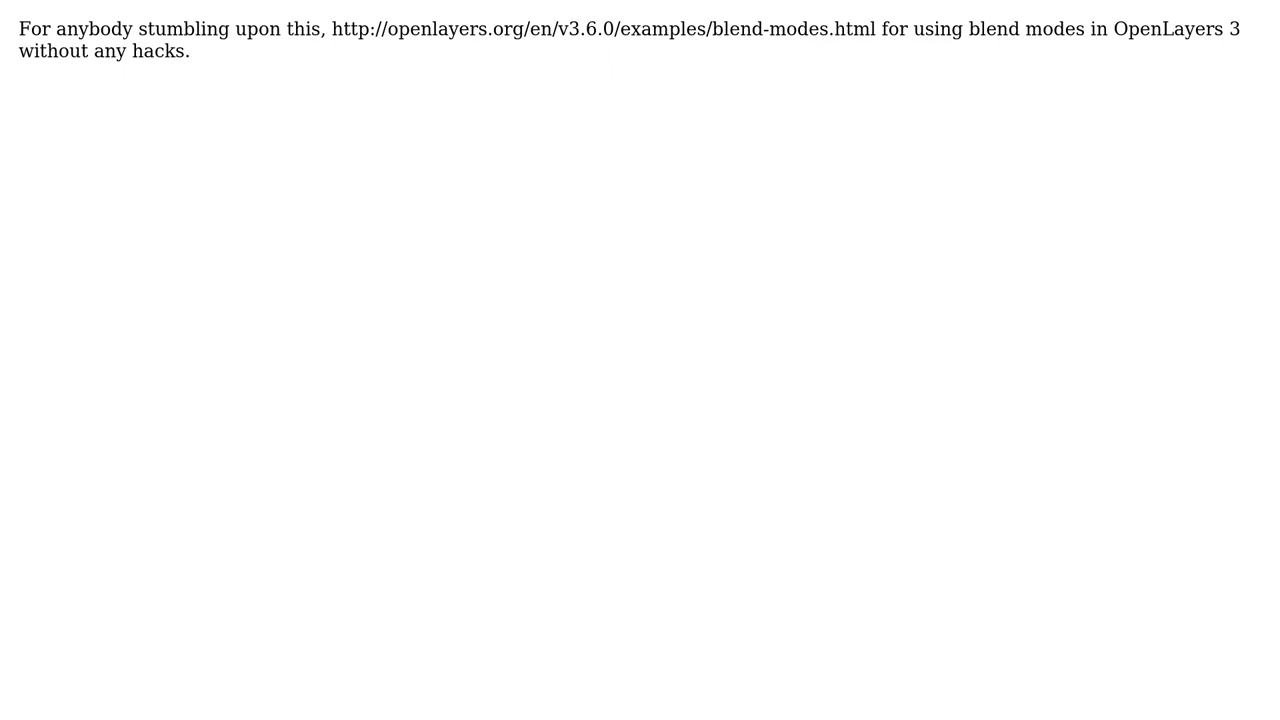 For anybody stumbling upon this, http://openlayers.org/en/v3.6.0/examples/blend-modes.html for using blend modes in OpenLayers 3
without any hacks.